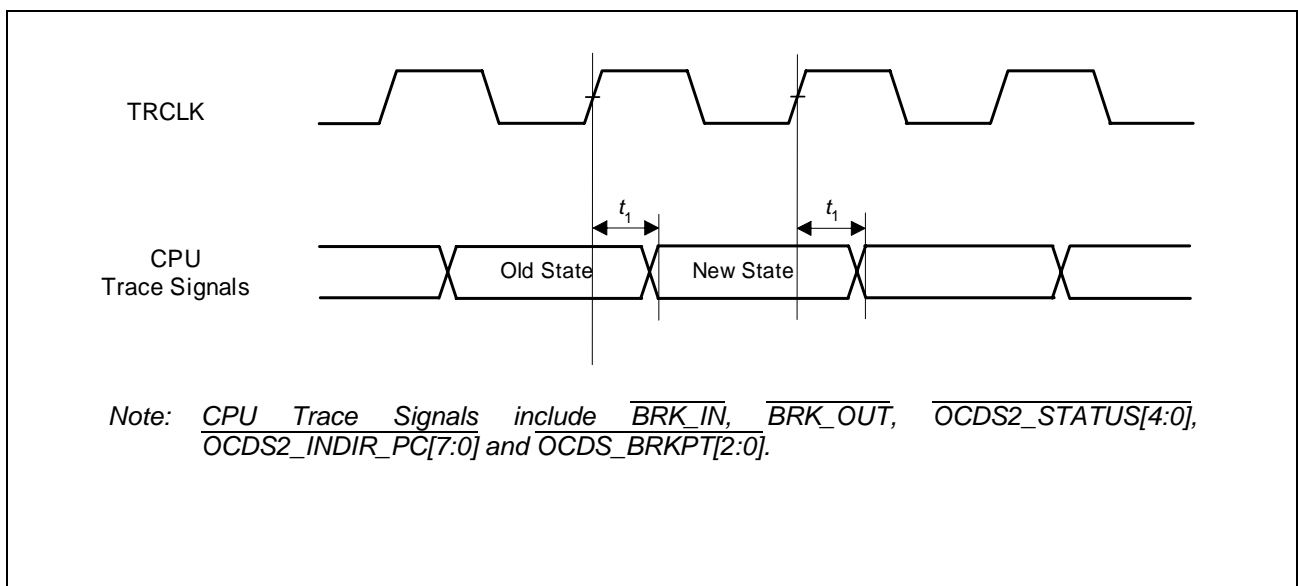 TRCLK
t1
t1
CPU
Trace Signals
Old State
New State
Note: CPU Trace Signals include BRK_IN, BRK_OUT, OCDS2_STATUS[4:0],
OCDS2_INDIR_PC[7:0] and OCDS_BRKPT[2:0].